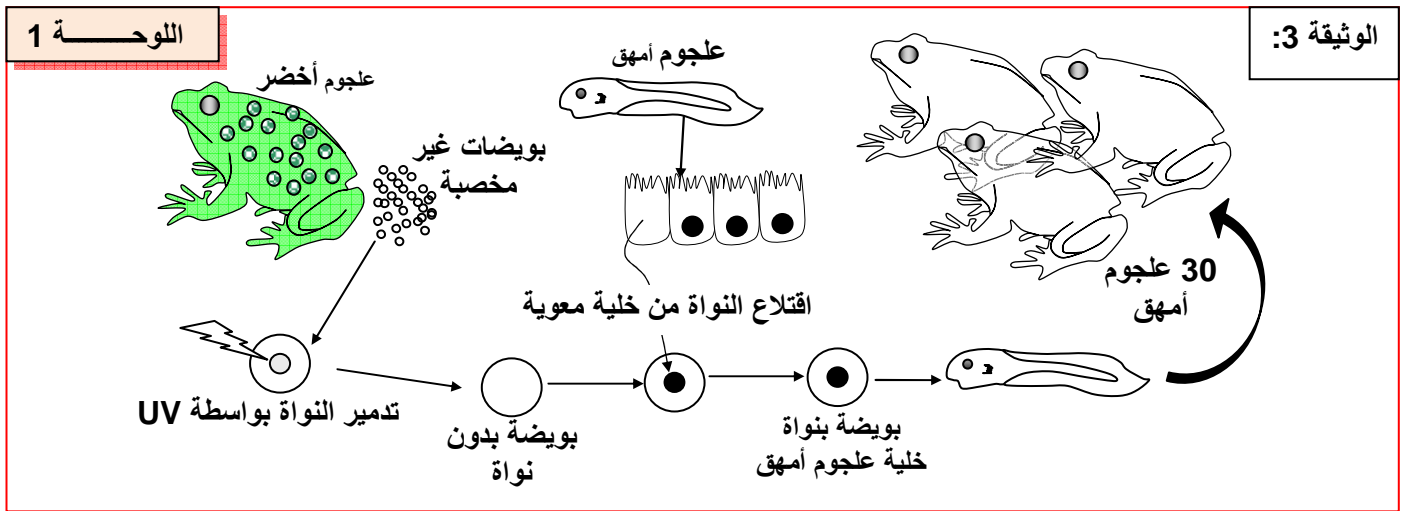 الوثيقة 3:
اللوحـــــــــة 1
علجوم أخضر
بويضات غير
مخصبة
علجوم أمهق
اقتلاع النواة من خلية معوية
30 علجوم
أمهق
تدمير النواة بواسطة UV
بويضة بدون
نواة
بويضة بنواة
خلية علجوم أمهق